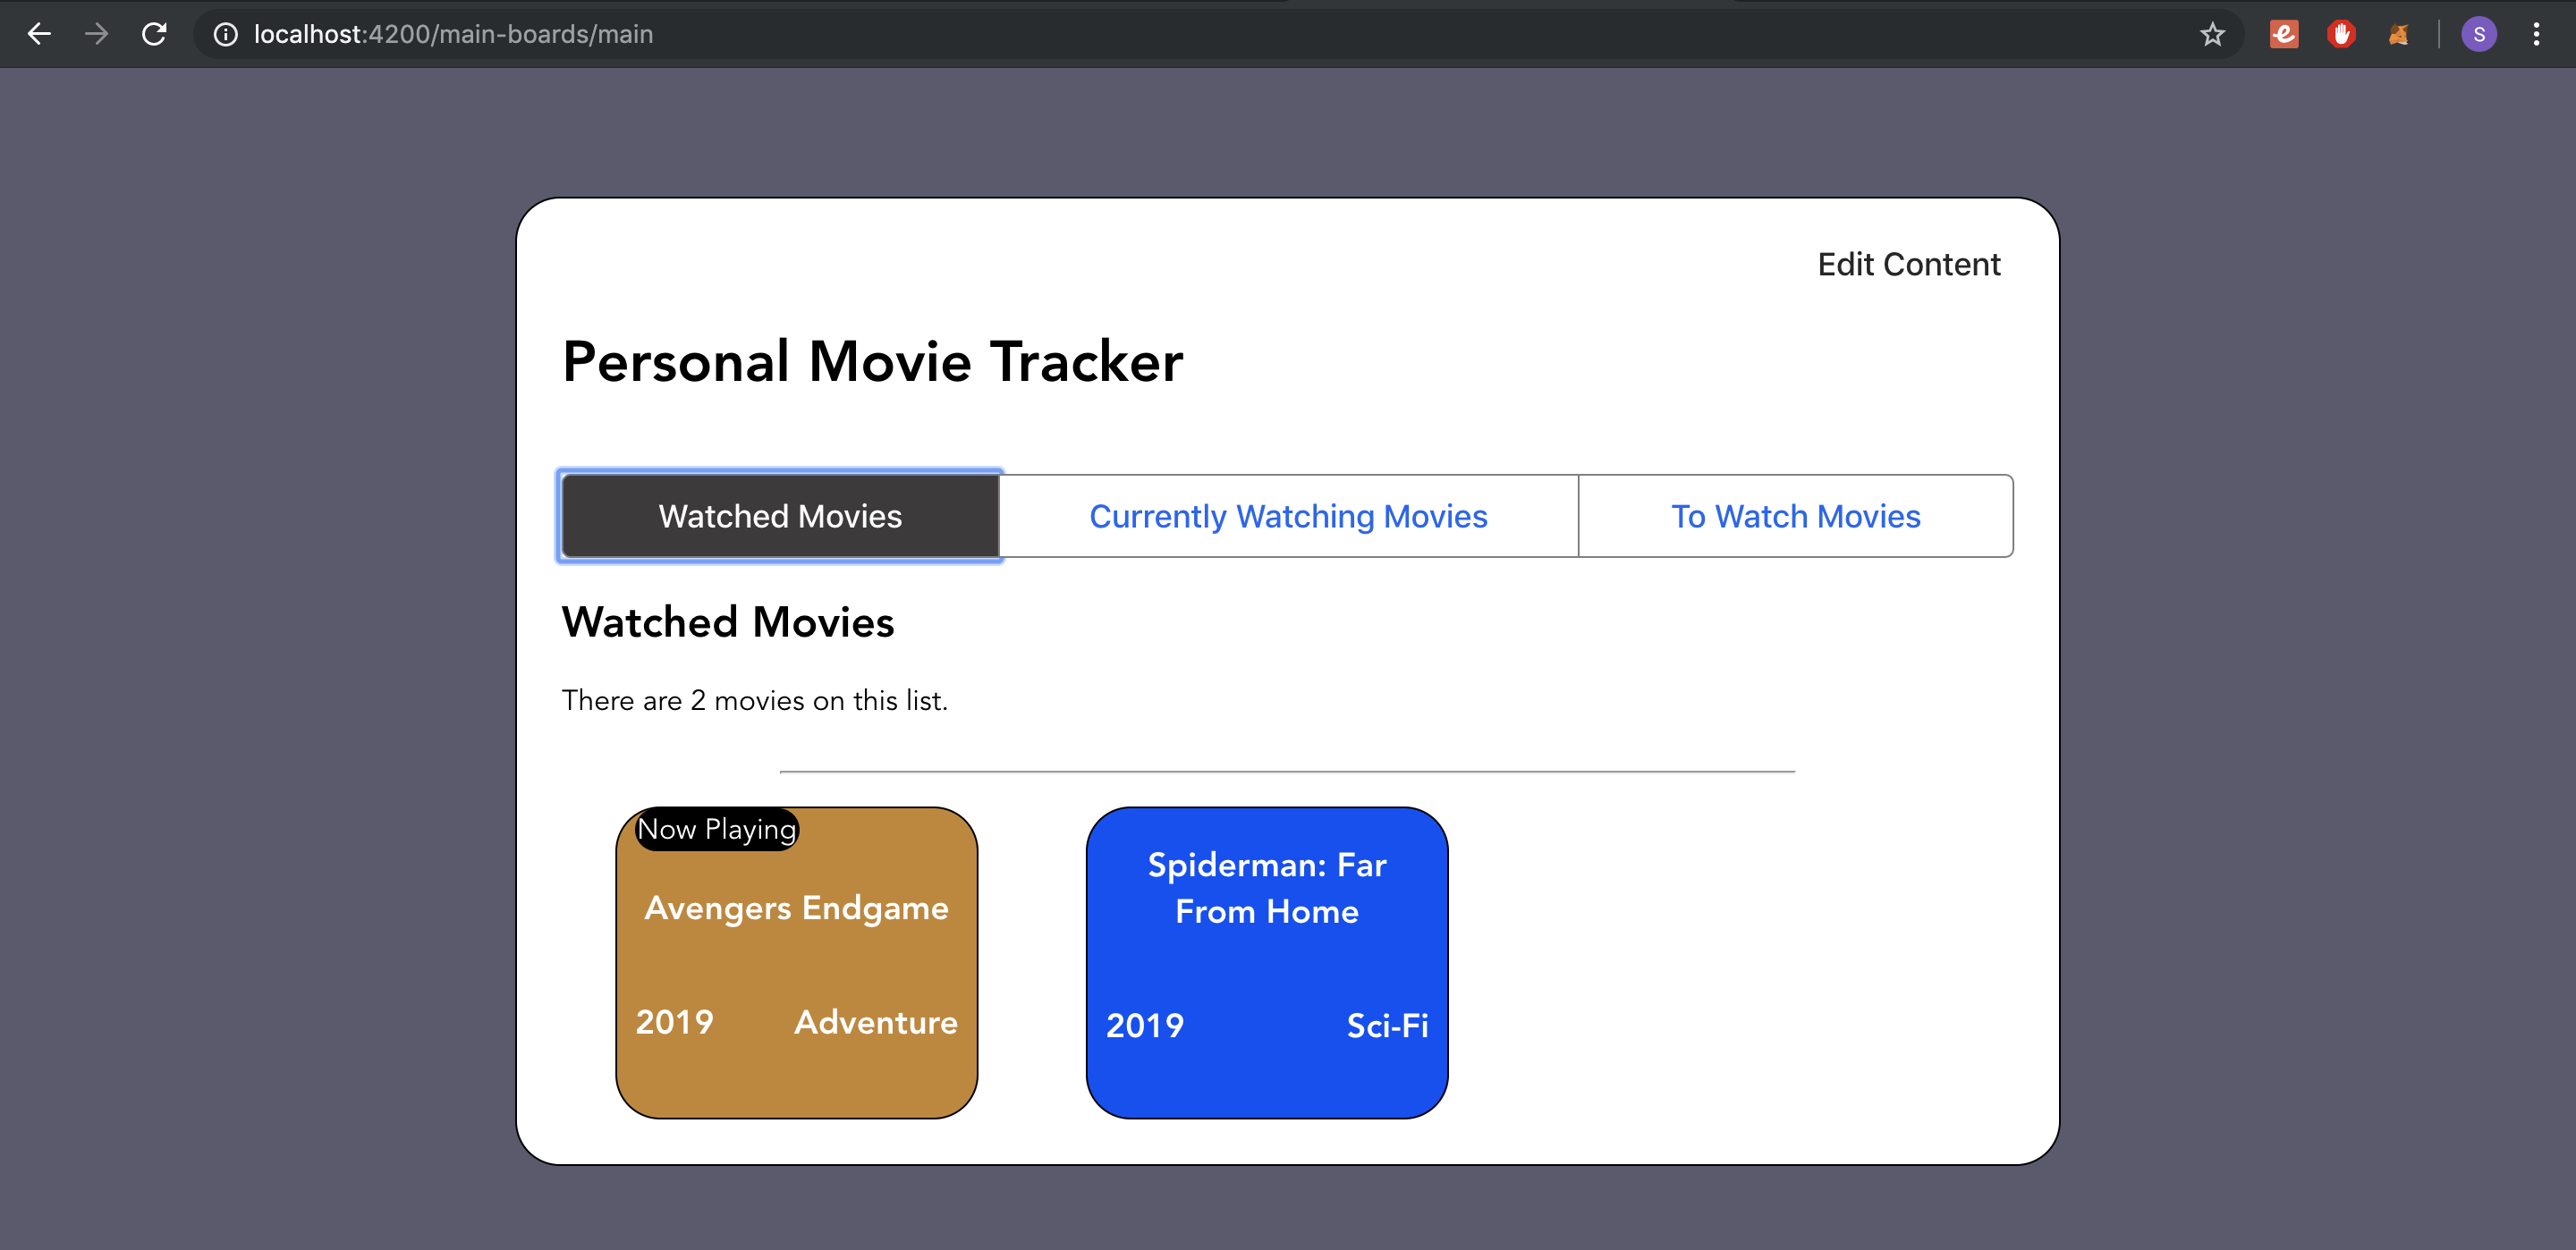 localhost:4200/main-boards/main
S
Edit Content
Personal Movie Tracker
Watched Movies
Currently Watching Movies
To Watch Movies
Watched Movies
There are 2 movies on this list.
Now Playing
Avengers Endgame
2019
Adventure
Spiderman: Far
From Home
2019
Sci-Fi